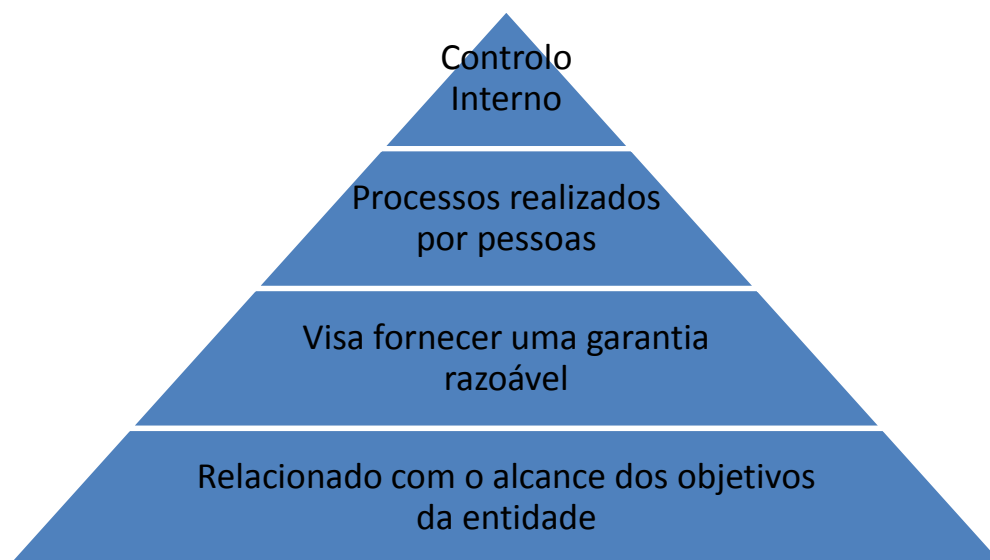 Controlo
Interno
Processos realizados
por pessoas
Visa fornecer uma garantia
razoável
Relacionado com o alcance dos objetivos
da entidade